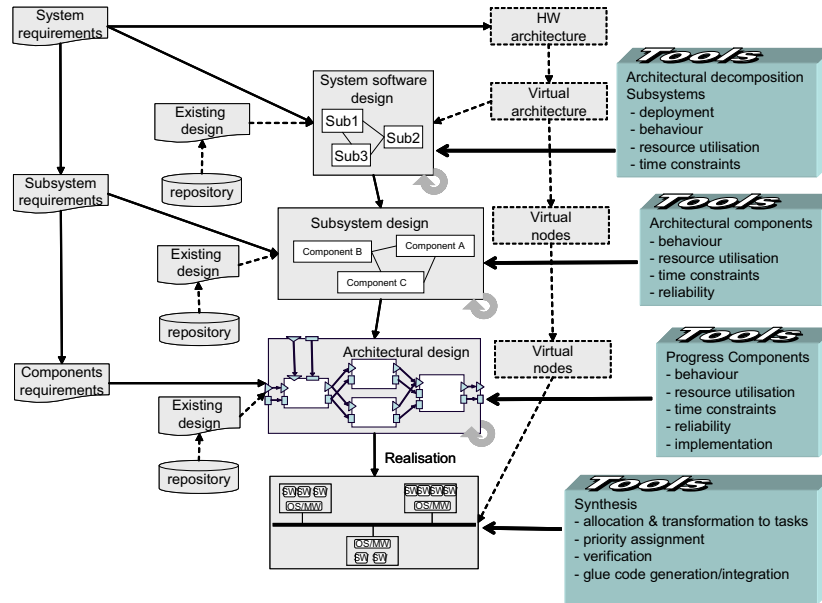 System
requirements
HW
architecture
Tools
Architectural decomposition
Subsystems
- deployment
- behaviour
- resource utilisation
- time constraints
System software
design
Sub1
Sub2
Sub3
Virtual
architecture
Existing
design
repository
Subsystem
requirements
Subsystem design
Component A
Component B
Component C
Virtual
nodes
Tools
Architectural components
- behaviour
- resource utilisation
- time constraints
- reliability
Existing
design
repository
Components
requirements
Architectural design
Virtual
nodes
Tools
Progress Components
- behaviour
- resource utilisation
- time constraints
- reliability
- implementation
Existing
design
repository
Realisation
SW SW SW
OS/MW
SW SW SW SW
OS/MW
OS/MW
SW SW
Tools
Synthesis
- allocation & transformation to tasks
- priority assignment
- verification
- glue code generation/integration